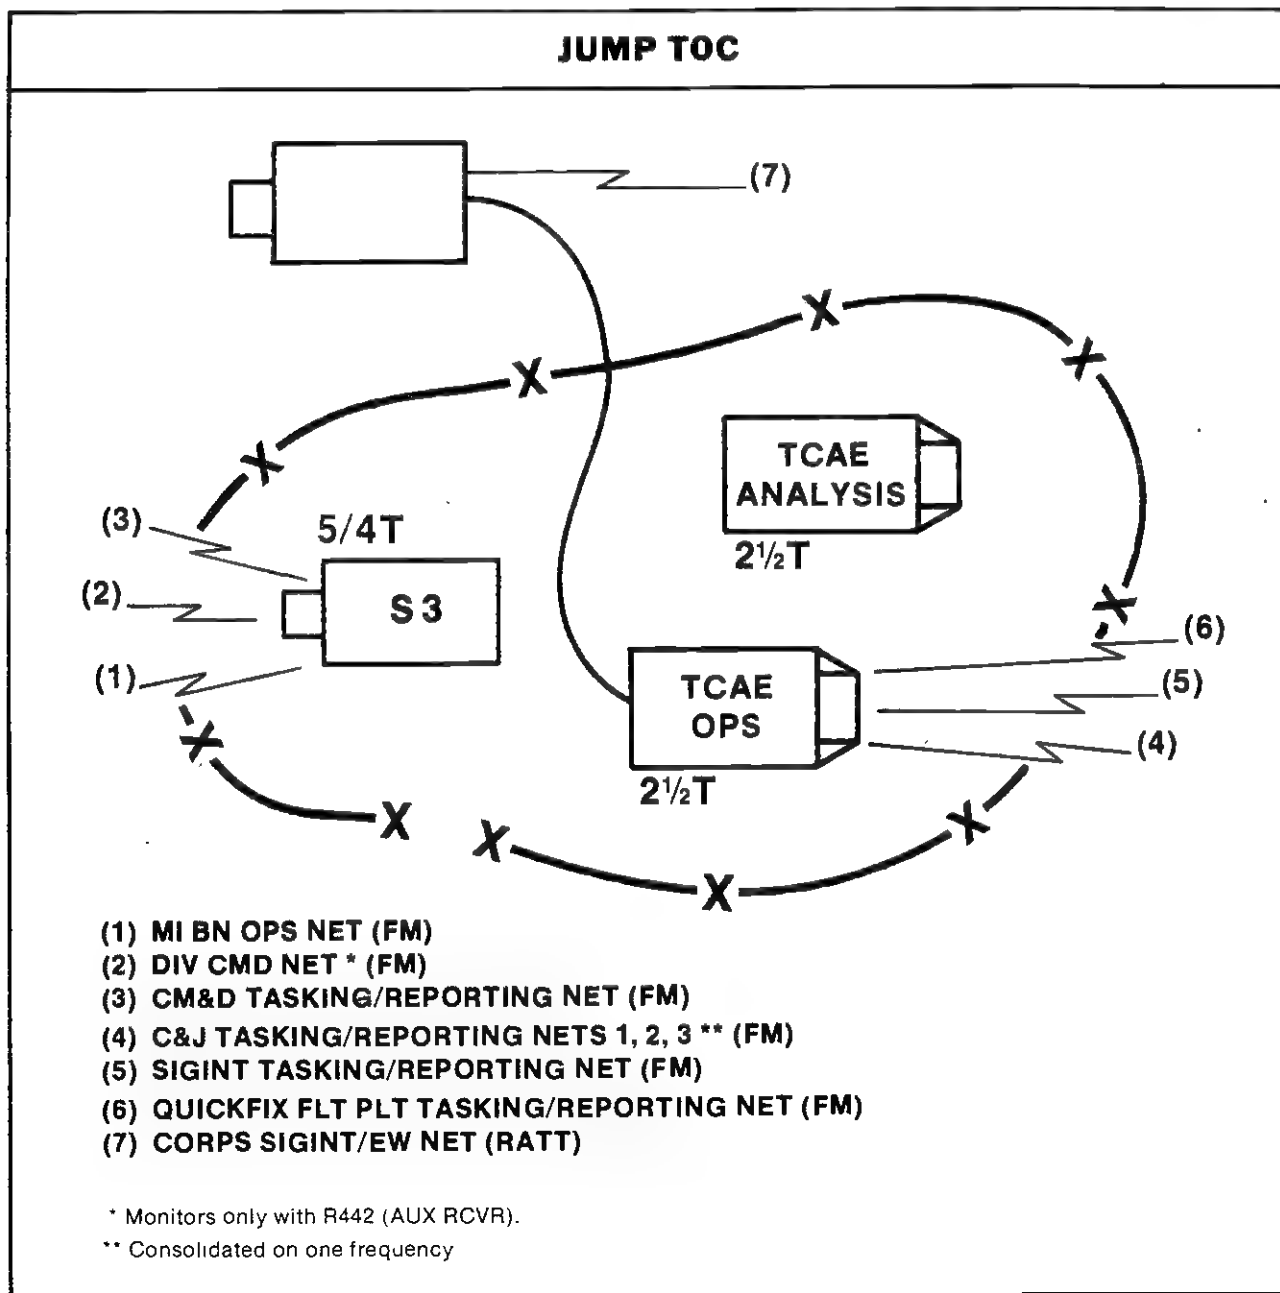 JUMP TOC
(7)
TCAE
ANALYSIS
2½T
(3)
5/4T
(2)
S3
(1)
(6)
TCAE
OPS
(5)
(4)
2½T
(1) MI BN OPS NET (FM)
(2) DIV CMD NET * (FM)
(3) CM&D TASKING/REPORTING NET (FM)
(4) C&J TASKING/REPORTING NETS 1, 2, 3 ** (FM)
(5) SIGINT TASKING/REPORTING NET (FM)
(6) QUICKFIX FLT PLT TASKING/REPORTING NET (FM)
(7) CORPS SIGINT/EW NET (RATT)
* Monitors only with R442 (AUX RCVR).
** Consolidated on one frequency